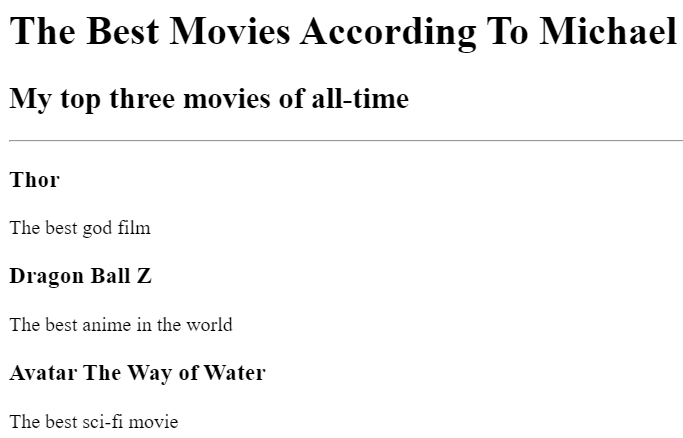 The Best Movies According To Michael
My top three movies of all-time
Thor
The best god film
Dragon Ball Z
The best anime in the world
Avatar The Way of Water
The best sci-fi movie